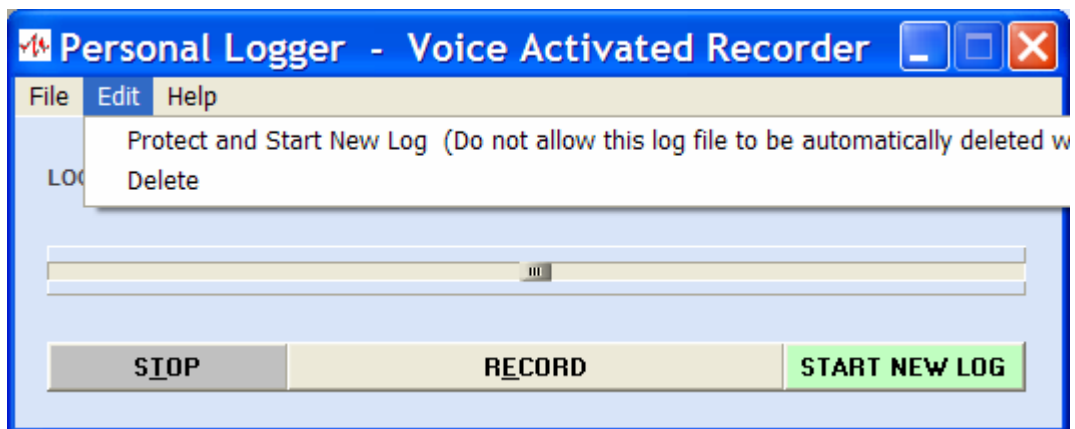 Personal Logger - Voice Activated Recorder
File Edit Help
Protect and Start New Log (Do not allow this log file to be automatically deleted
Delete
STOP RECORD START NEW LOG